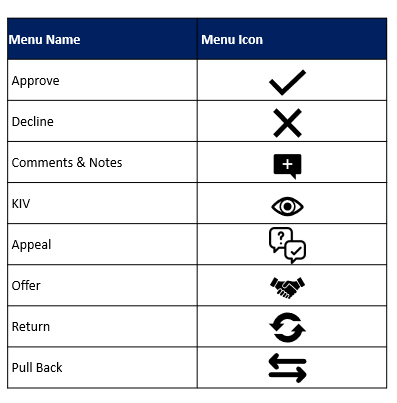 Menu Name Menu Icon
Approve
Decline
Comments & Notes
KIV
Appeal
?
Offer
Return
Pull Back